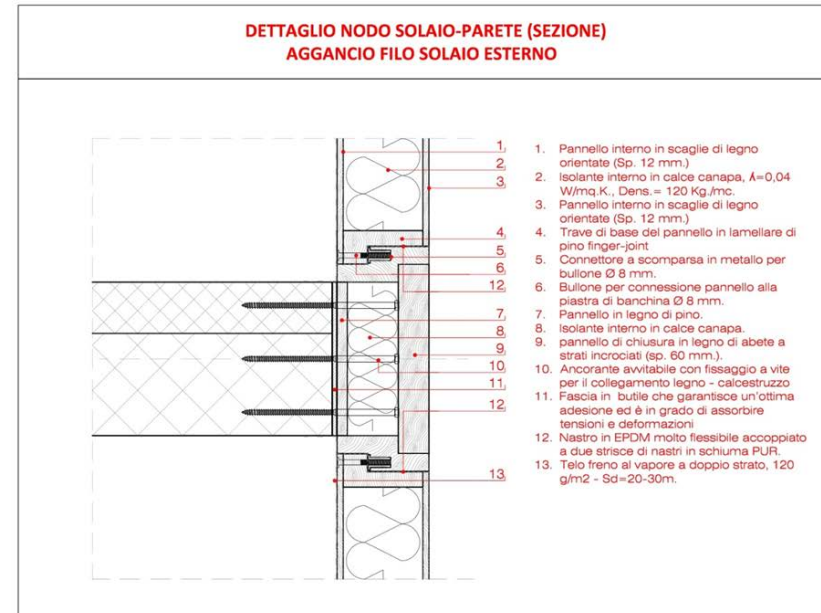 DETTAGLIO NODO SOLAIO-PARETE (SEZIONE)
AGGANCIO FILO SOLAIO ESTERNO
1
2
3
4
5
6
12
7
8
9
10
11
12
13
1. Pannello interno in scaglie di legno
orientate (Sp. 12 mm.)
2. Isolante interno in calce canapa, ʎ=0,04
W/mq.K., Dens.= 120 Kg./mc.
3. Pannello interno in scaglie di legno
orientate (Sp. 12 mm.)
4. Trave di base del pannello in lamellare di
pino finger-joint
5. Connettore a scomparsa in metallo per
bullone Ø 8 mm.
6. Bullone per connessione pannello alla
piastra di banchina Ø 8 mm.
7. Pannello in legno di pino.
8. Isolante interno in calce canapa.
9. pannello di chiusura in legno di abete a
strati incrociati (sp. 60 mm.).
10. Ancorante avvitabile con fissaggio a vite
per il collegamento legno - calcestruzzo
11. Fascia in butile che garantisce un'ottima
adesione ed è in grado di assorbire
tensioni e deformazioni
12. Nastro in EPDM molto flessibile accoppiato
a due strisce di nastri in schiuma PUR.
13. Telo freno al vapore a doppio strato, 120
g/m2 - Sd=20-30m.